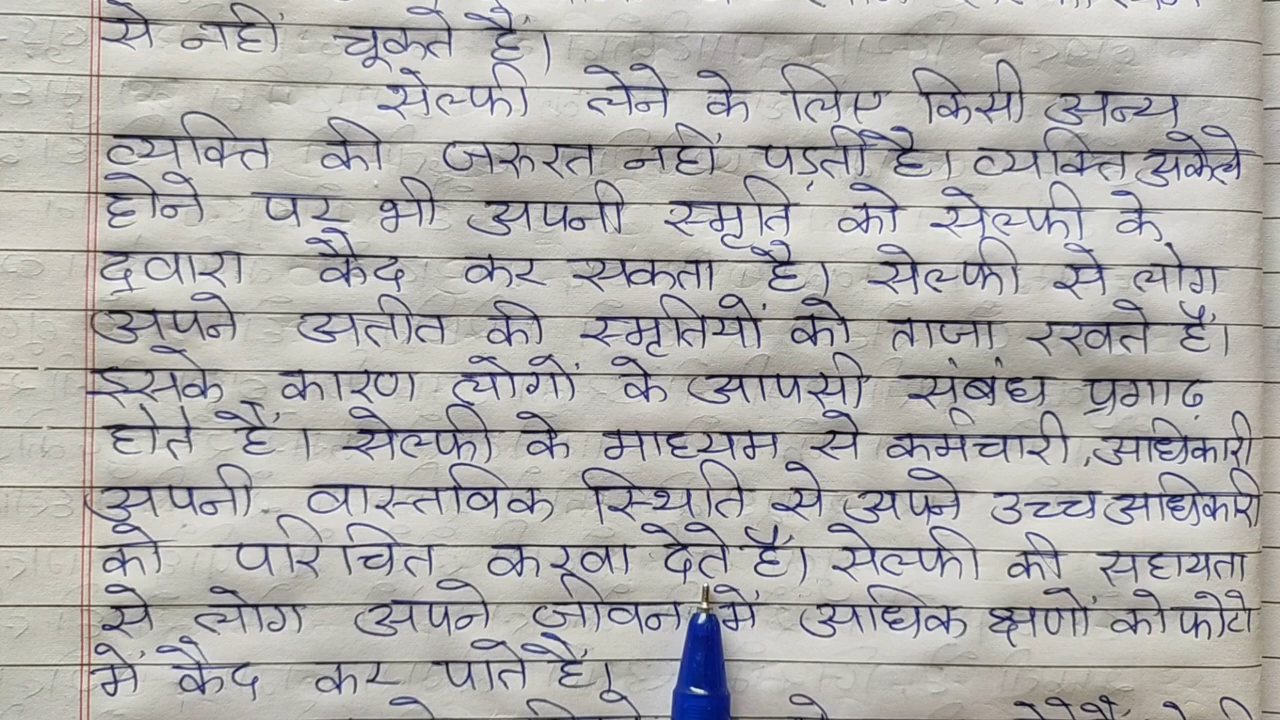 से नहीं चूकते हैं।
सेल्फी लेने के लिए किसी अन्य
व्यक्ति की जरुरत नहीं पड़ती है। व्यक्ति अकेले
होने पर भी अपनी स्मृति को सेल्फी के
द्वारा कैद कर सकता है। सेल्फी से लोग
अपने अतीत की स्मृतियों को ताजा रखते हैं।
इसके कारण लोगों के आपसी संबंध प्रगाढ़
होते हैं। सेल्फी के माध्यम से कर्मचारी, अधिकारी
अपनी वास्तविक स्थिति से अपने उच्च अधिकारी
को परिचित करवा देते हैं। सेल्फी की सहायता
से लोग अपने जीवन में अधिक क्षणों को फोटो
में कैद कर पाते हैं।